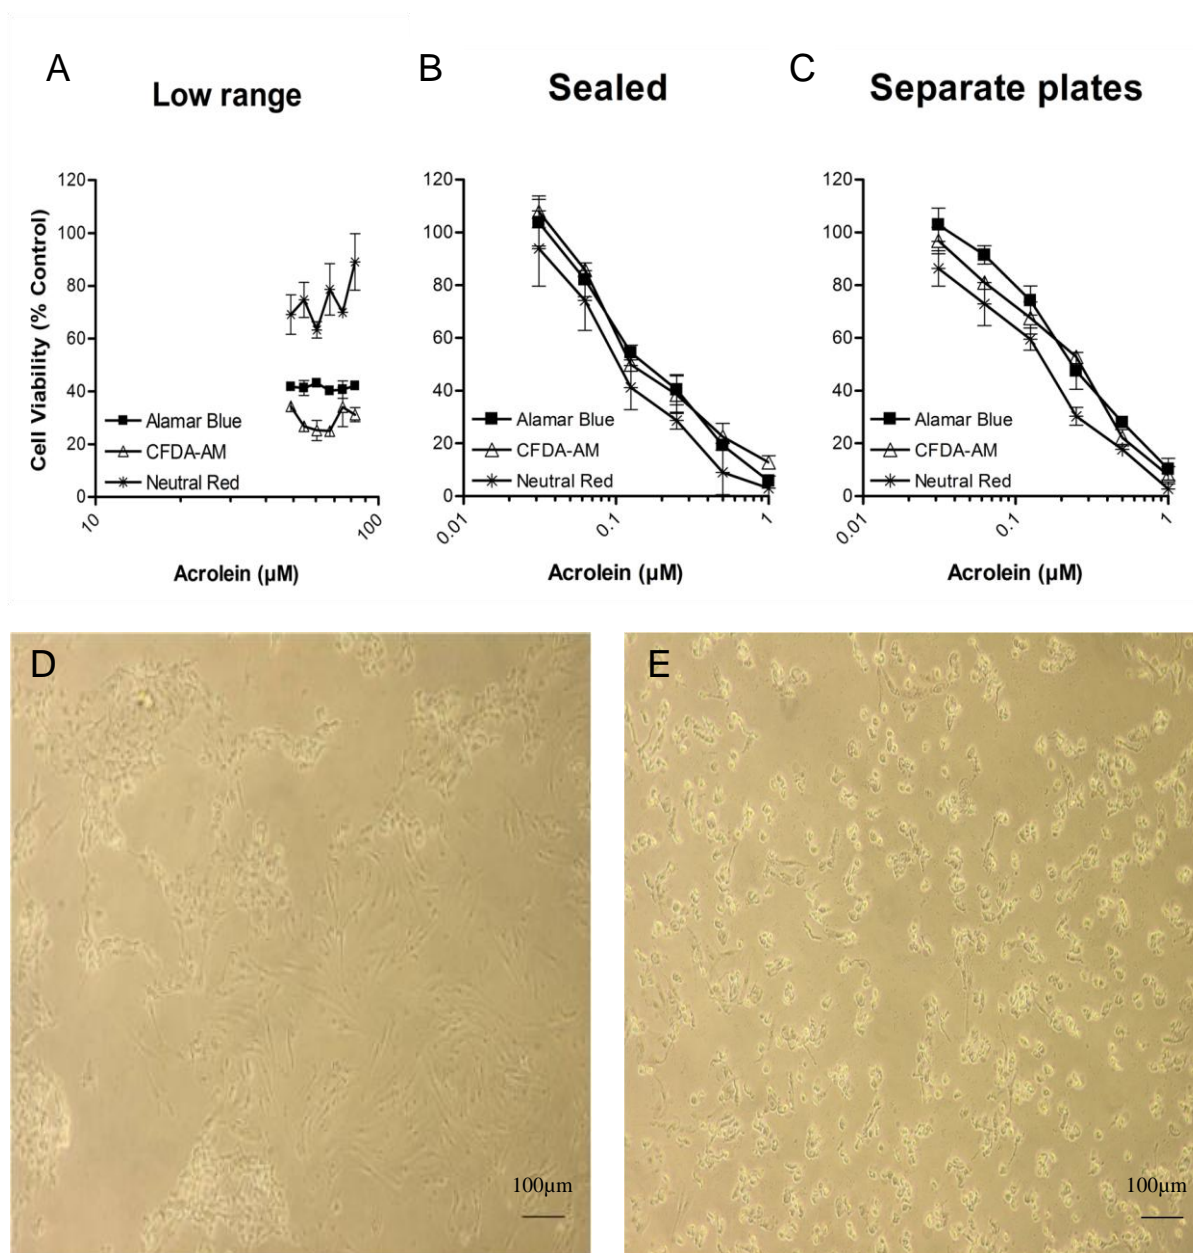 A
Low range
Cell Viability (% Control)
120
100
80
60
40
20
0
Alamar Blue
CFDA-AM
Neutral Red
10
100
Acrolein (µM)
B
Sealed
120
100
80
60
40
20
0
Alamar Blue
CFDA-AM
Neutral Red
0.01
0.1
1
Acrolein (µM)
C
Separate plates
120
100
80
60
40
20
0
Alamar Blue
CFDA-AM
Neutral Red
0.01
0.1
1
Acrolein (µM)
D
100µm
E
100µm